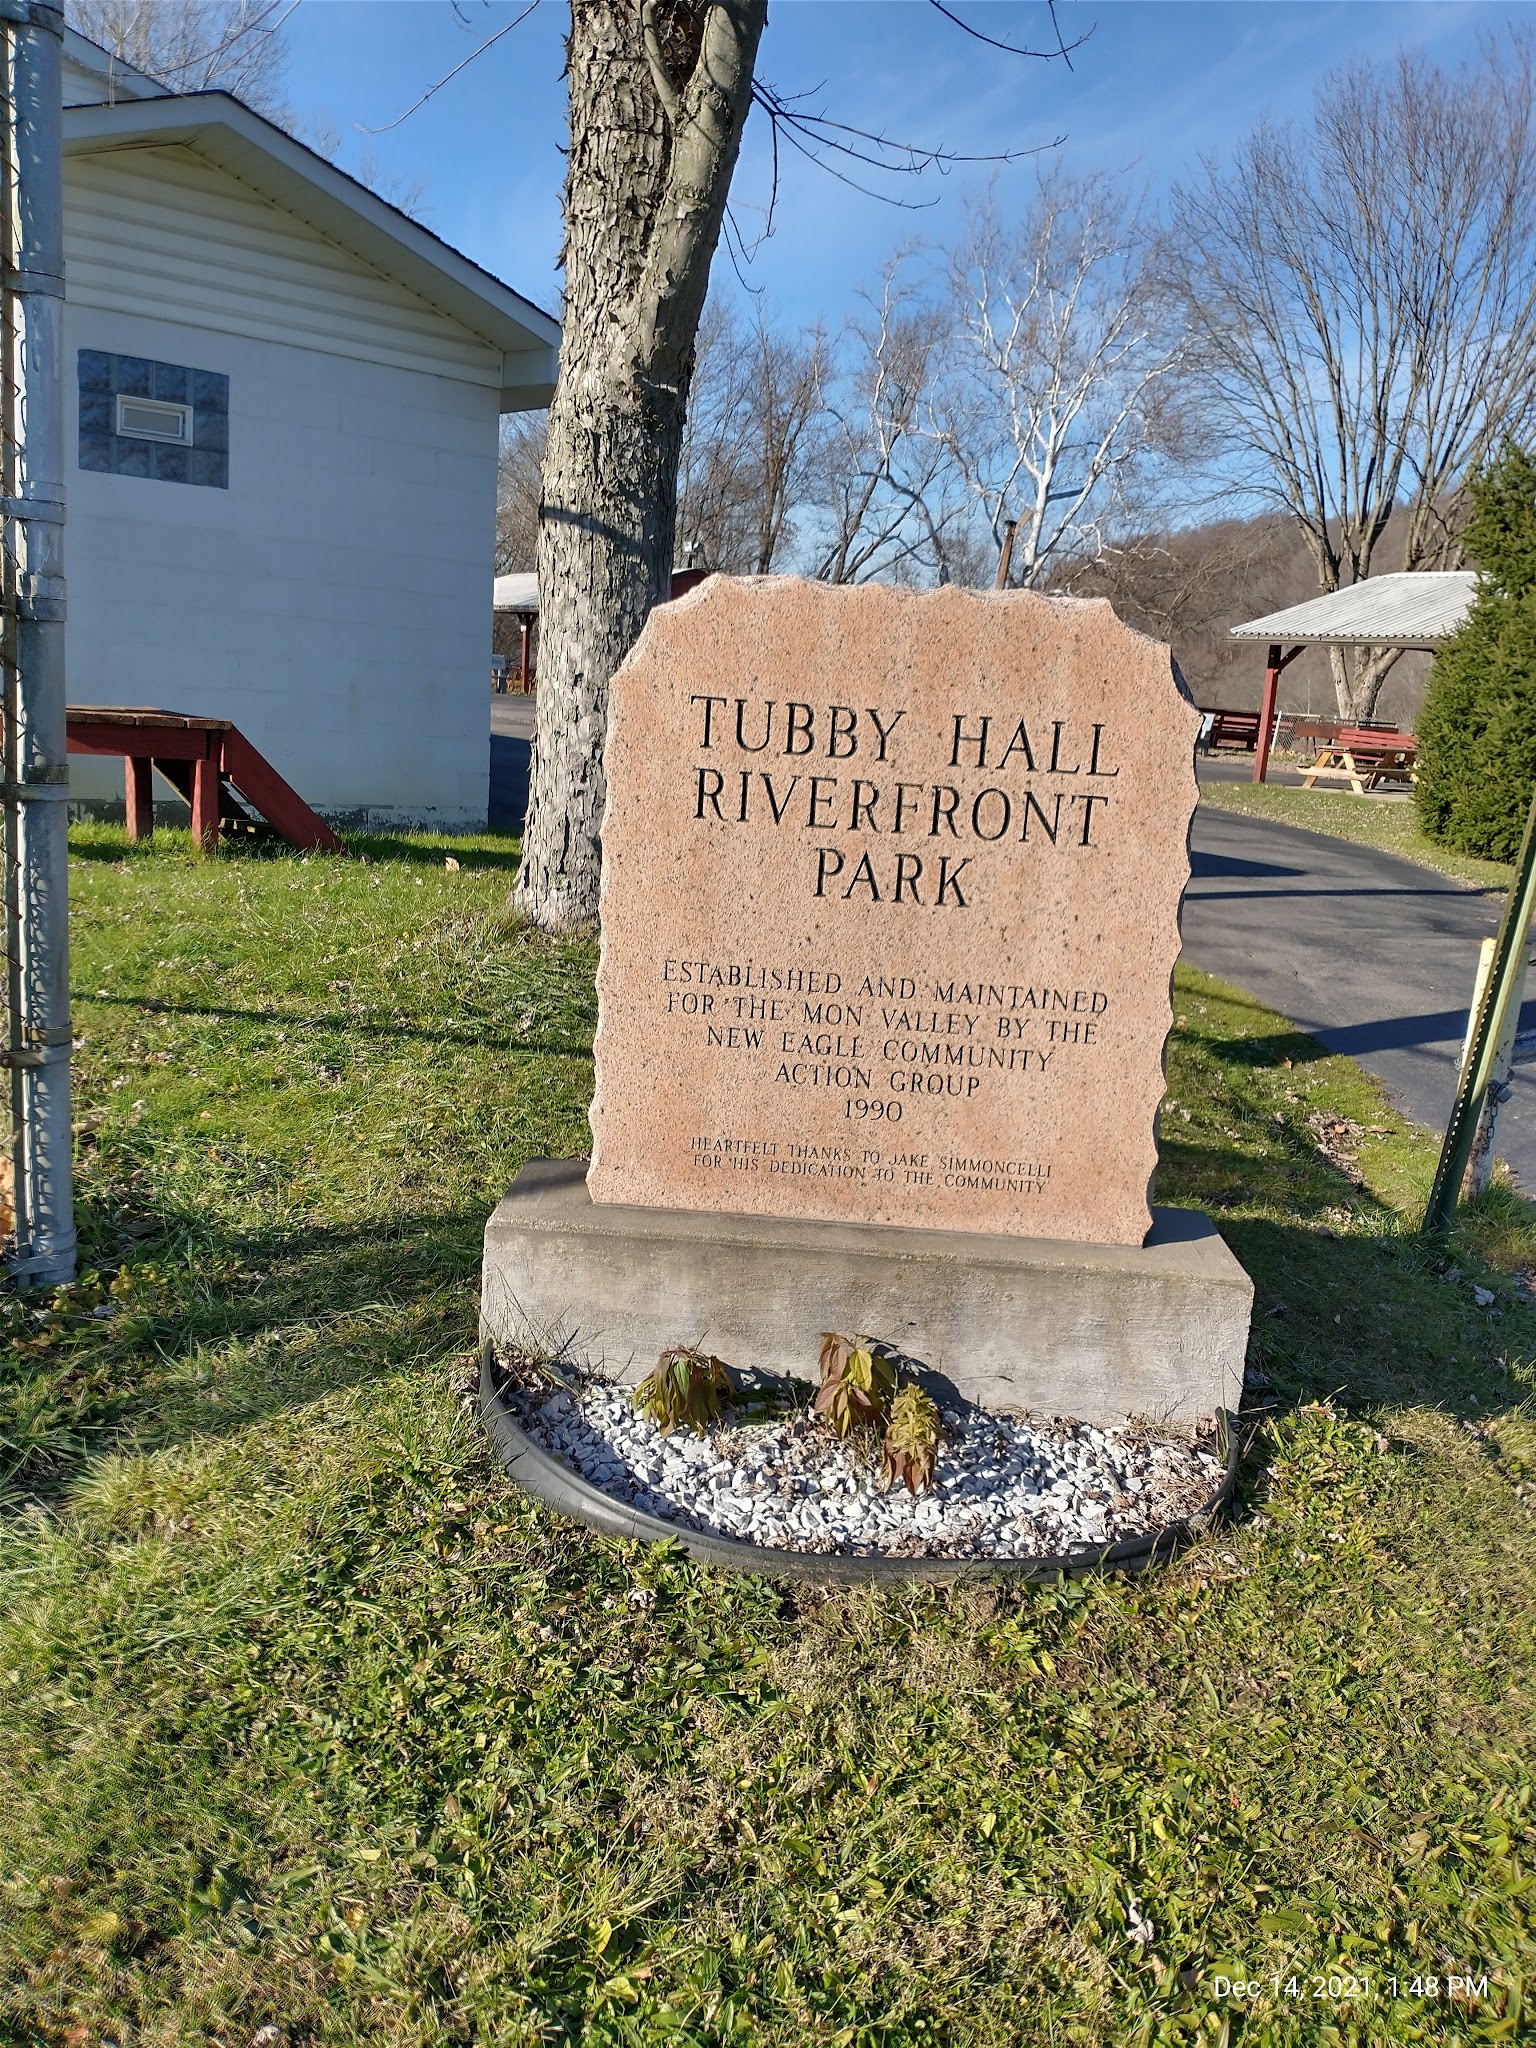 TUBBY HALL
RIVERFRONT
PARK
ESTABLISHED AND MAINTAINED
FOR THE MON VALLEY BY THE
NEW EAGLE COMMUNITY
ACTION GROUP
1990
HEARTFELT THANKS TO JAKE SIMMONCELLI
FOR HIS DEDICATION TO THE COMMUNITY
Dec 14, 2021, 1:48 PM